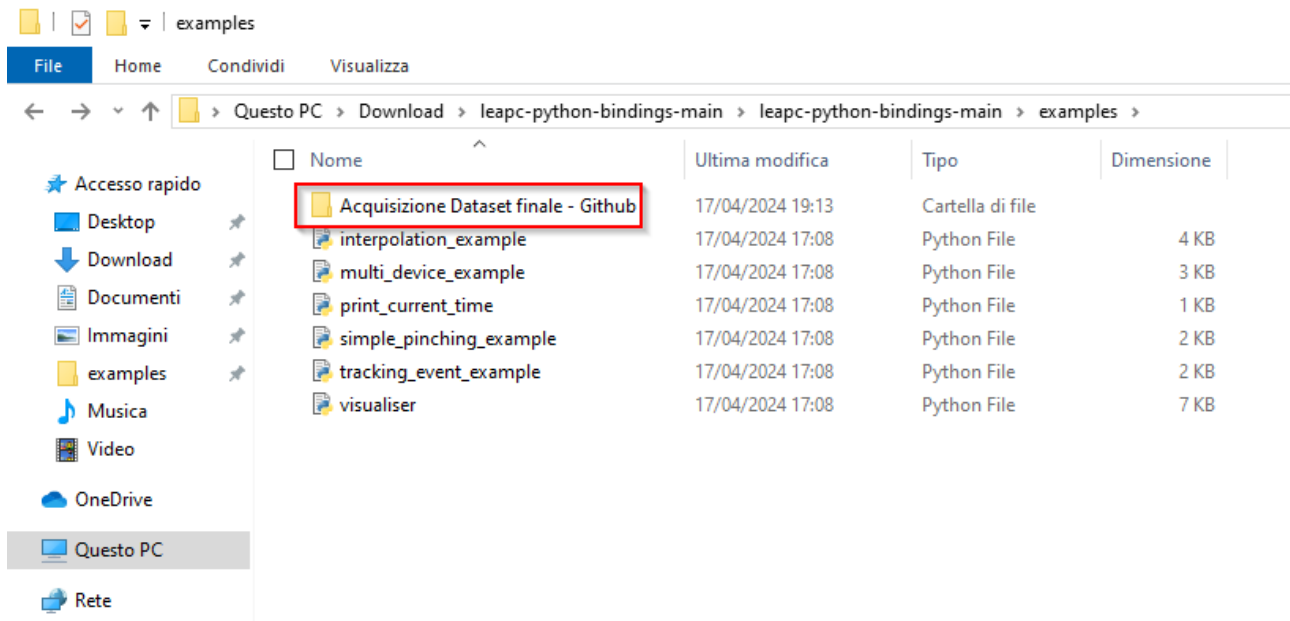 examples
File Home Condividi Visualizza
Questo PC > Download > leapc-python-bindings-main > leapc-python-bindings-main > examples >
Nome Ultima modifica Tipo Dimensione
Accesso rapido
Desktop
Download
Documenti
Immagini
examples
Musica
Video
OneDrive
Questo PC
Rete
Acquisizione Dataset finale - Github 17/04/2024 19:13 Cartella di file
interpolation_example 17/04/2024 17:08 Python File 4 KB
multi_device_example 17/04/2024 17:08 Python File 3 KB
print_current_time 17/04/2024 17:08 Python File 1 KB
simple_pinching_example 17/04/2024 17:08 Python File 2 KB
tracking_event_example 17/04/2024 17:08 Python File 2 KB
visualiser 17/04/2024 17:08 Python File 7 KB